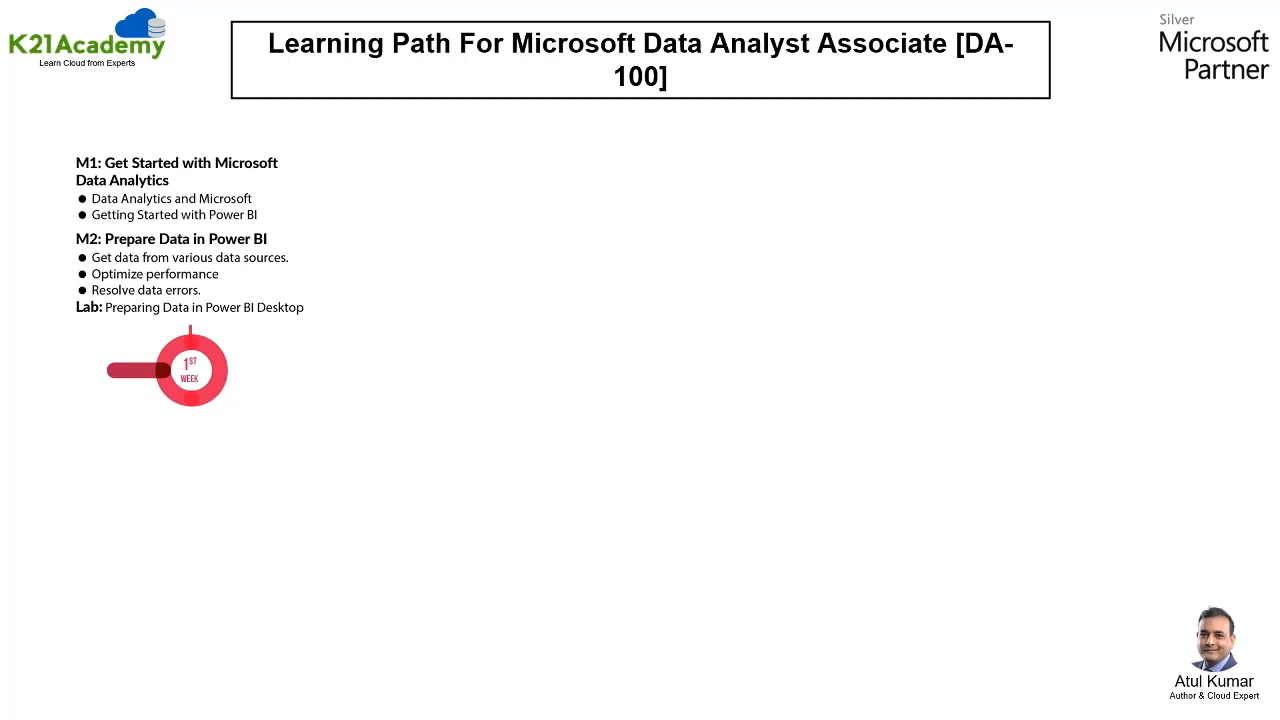 K21Academy
Learn Cloud from Experts
Learning Path For Microsoft Data Analyst Associate [DA-
100]
Silver
Microsoft
Partner
M1: Get Started with Microsoft
Data Analytics
● Data Analytics and Microsoft
● Getting Started with Power BI
M2: Prepare Data in Power BI
● Get data from various data sources.
● Optimize performance
● Resolve data errors.
Lab: Preparing Data in Power BI Desktop
1ST
WEEK
Atul Kumar
Author & Cloud Expert